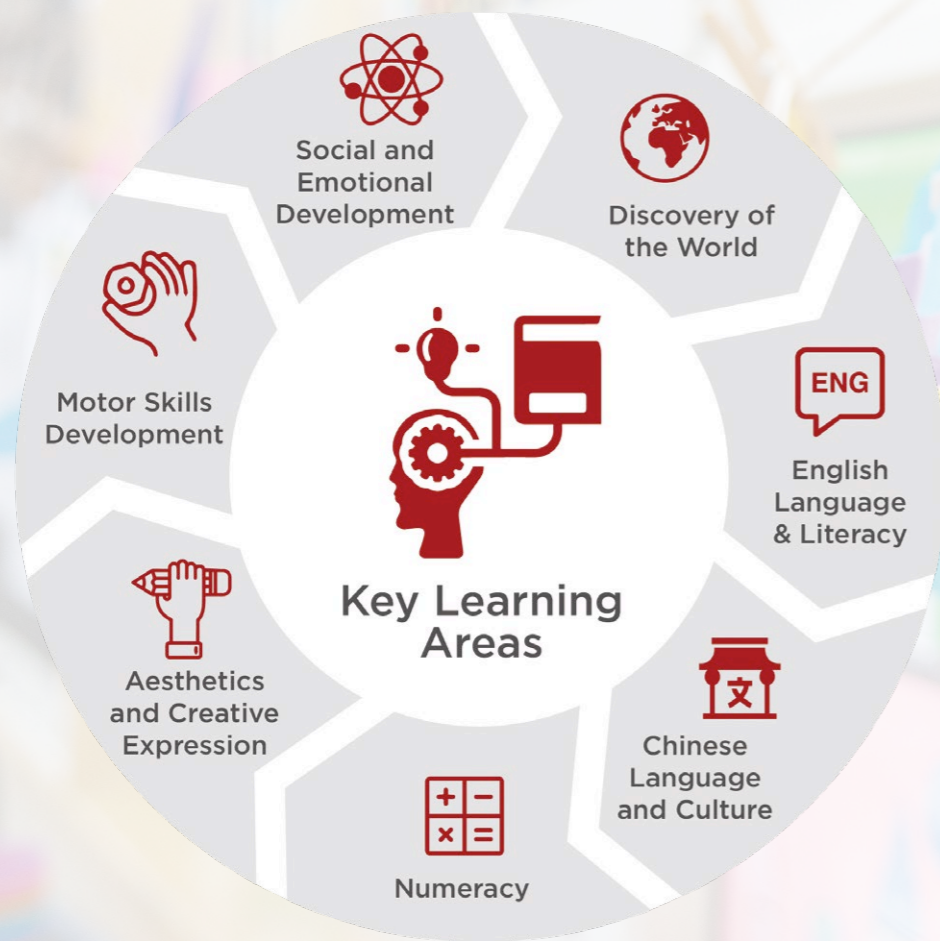 Social and
Emotional
Development
Discovery of
the World
ENG
English
Language
& Literacy
文
Chinese
Language
and Culture
+ −
× =
Numeracy
Aesthetics
and Creative
Expression
Motor Skills
Development
Key Learning
Areas